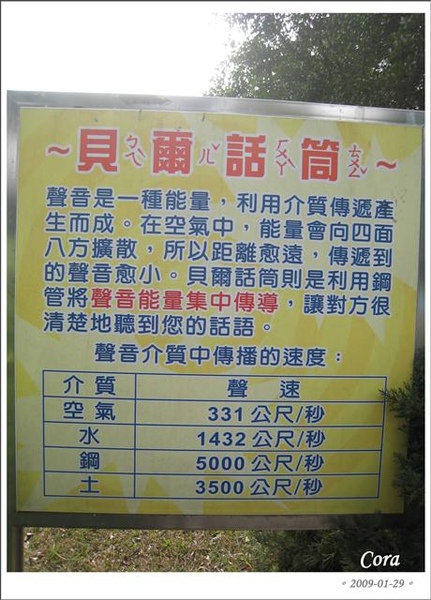 ~貝ㄅㄟˋ爾ㄦˇ話ㄏㄨㄚˋ筒ㄊㄨㄥˇ~
聲音是一種能量，利用介質傳遞產
生而成。在空氣中，能量會向四面
八方擴散，所以距離愈遠，傳遞到
的聲音愈小。貝爾話筒則是利用鋼
管將聲音能量集中傳導，讓對方很
清楚地聽到您的話語。
聲音介質中傳播的速度：
介質 聲速
空氣 331公尺/秒
水 1432公尺/秒
鋼 5000公尺/秒
土 3500公尺/秒
Cora
。2009-01-29。